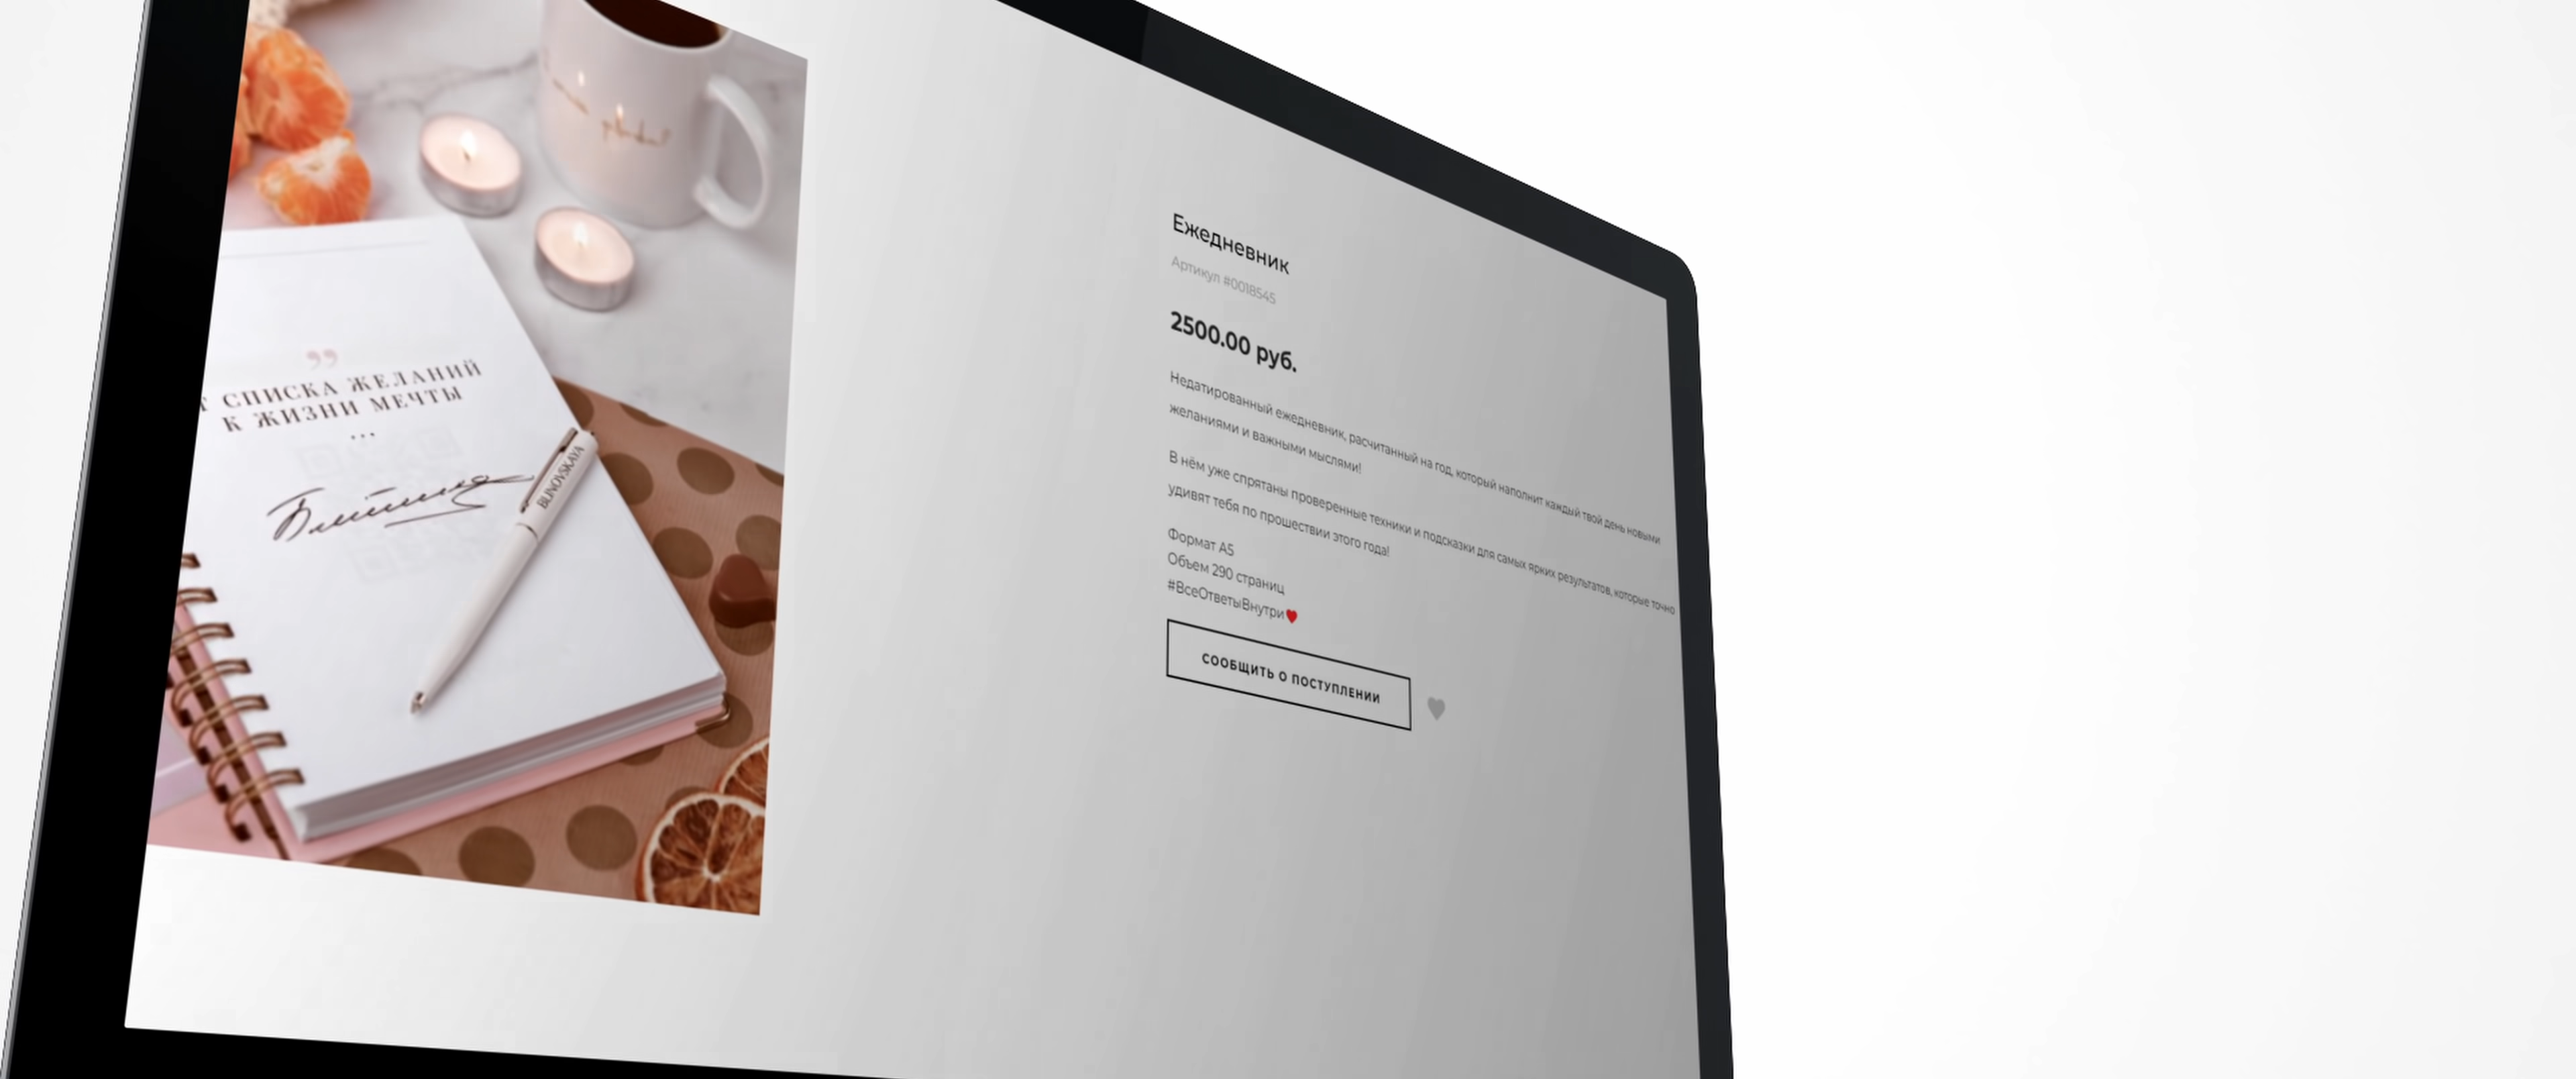 СПИСКА ЖЕЛАНИЙ
К ЖИЗНИ МЕЧТЫ
...
BLINOVSKAYA
Ежедневник
Артикул #0018545
2500.00 руб.
Недатированный ежедневник, расчитанный на год, который наполнит каждый твой день новыми
желаниями и важными мыслями!
В нём уже спрятаны проверенные техники и подсказки для самых ярких результатов, которые точно
удивят тебя по прошествии этого года!
Формат А5
Объем 290 страниц
#ВсеОтветыВнутри❤
СООБЩИТЬ О ПОСТУПЛЕНИИ